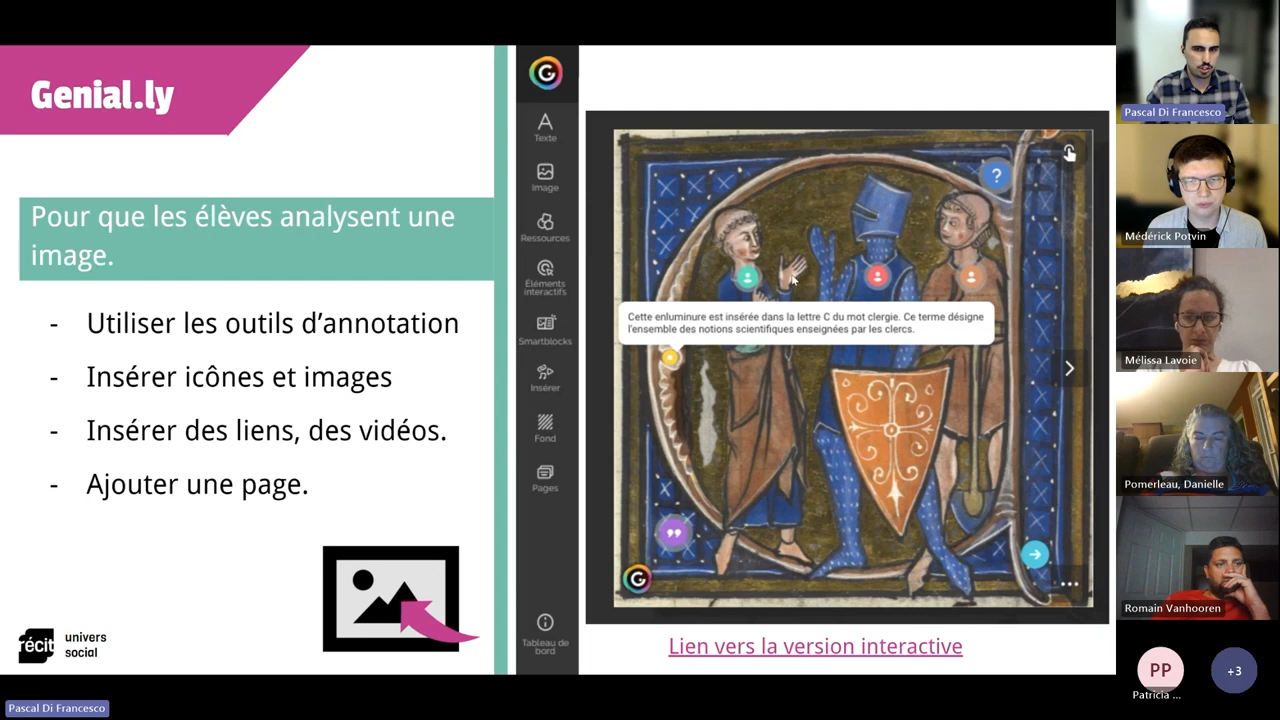 Genial.ly
Pour que les élèves analysent une
image.
- Utiliser les outils d’annotation
- Insérer icônes et images
- Insérer des liens, des vidéos.
- Ajouter une page.
récit
univers
social
G
Texte
Image
Ressources
Éléments
interactifs
Smartblocks
Insérer
Fond
Pages
Tableau de
bord
?
Cette enluminure est insérée dans la lettre C du mot clergie. Ce terme désigne
l'ensemble des notions scientifiques enseignées par les clercs.
G
Lien vers la version interactive
Pascal Di Francesco
Médérick Potvin
Mélissa Lavoie
Pomerleau, Danielle
Romain Vanhooren
PP
Patricia ...
+3
Pascal Di Francesco